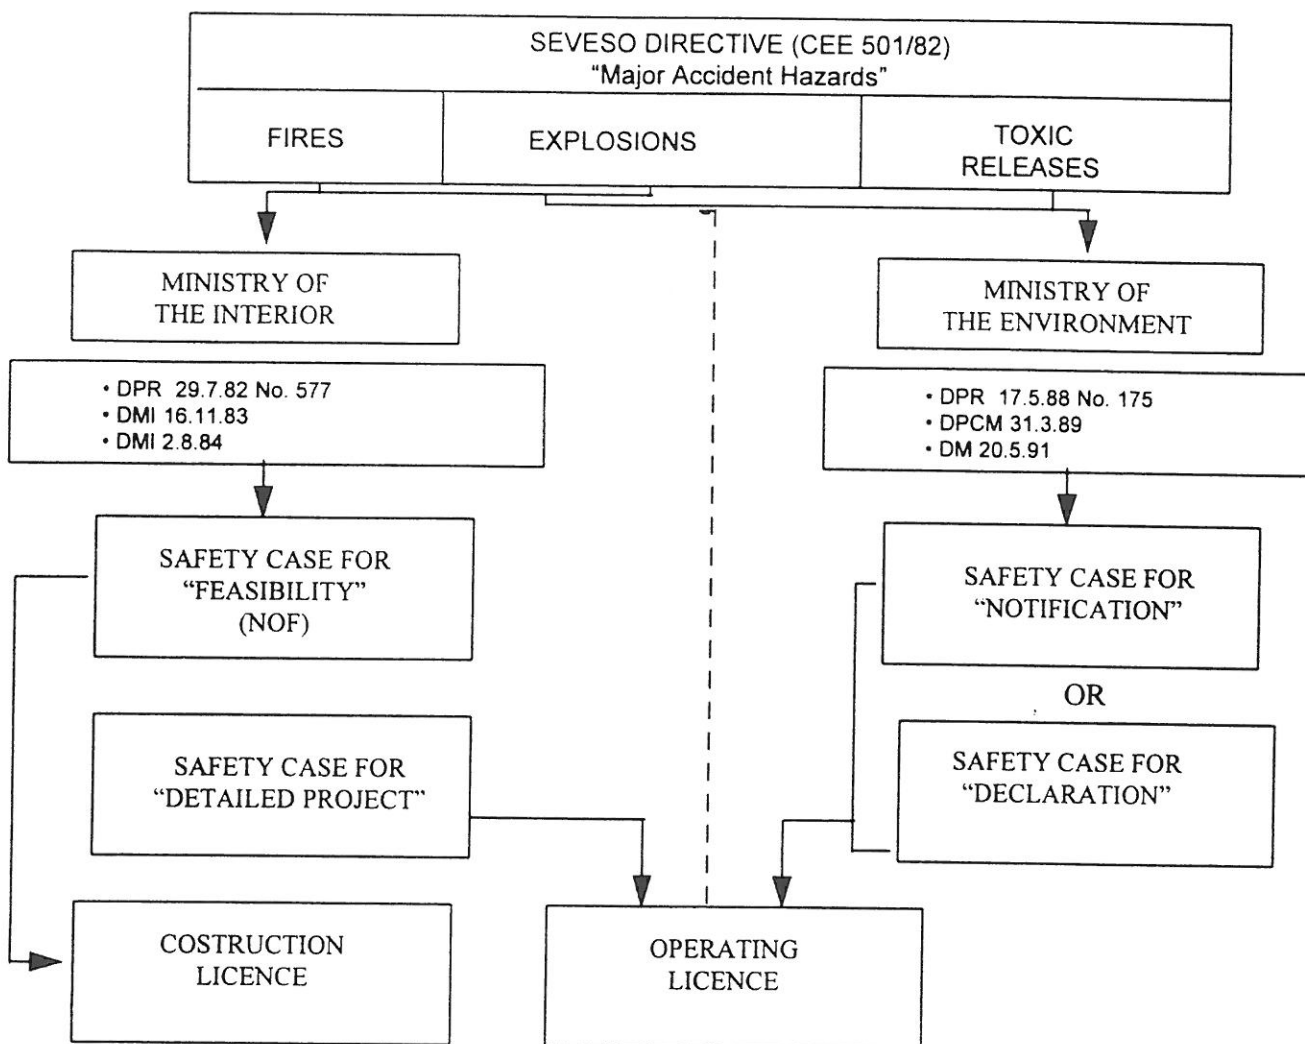 SEVESO DIRECTIVE (CEE 501/82)
“Major Accident Hazards”
FIRES
EXPLOSIONS
TOXIC
RELEASES
MINISTRY OF
THE INTERIOR
MINISTRY OF
THE ENVIRONMENT
• DPR 29.7.82 No. 577
• DMI 16.11.83
• DMI 2.8.84
• DPR 17.5.88 No. 175
• DPCM 31.3.89
• DM 20.5.91
SAFETY CASE FOR
“FEASIBILITY”
(NOF)
SAFETY CASE FOR
“NOTIFICATION”
OR
SAFETY CASE FOR
“DETAILED PROJECT”
SAFETY CASE FOR
“DECLARATION”
COSTRUCTION
LICENCE
OPERATING
LICENCE